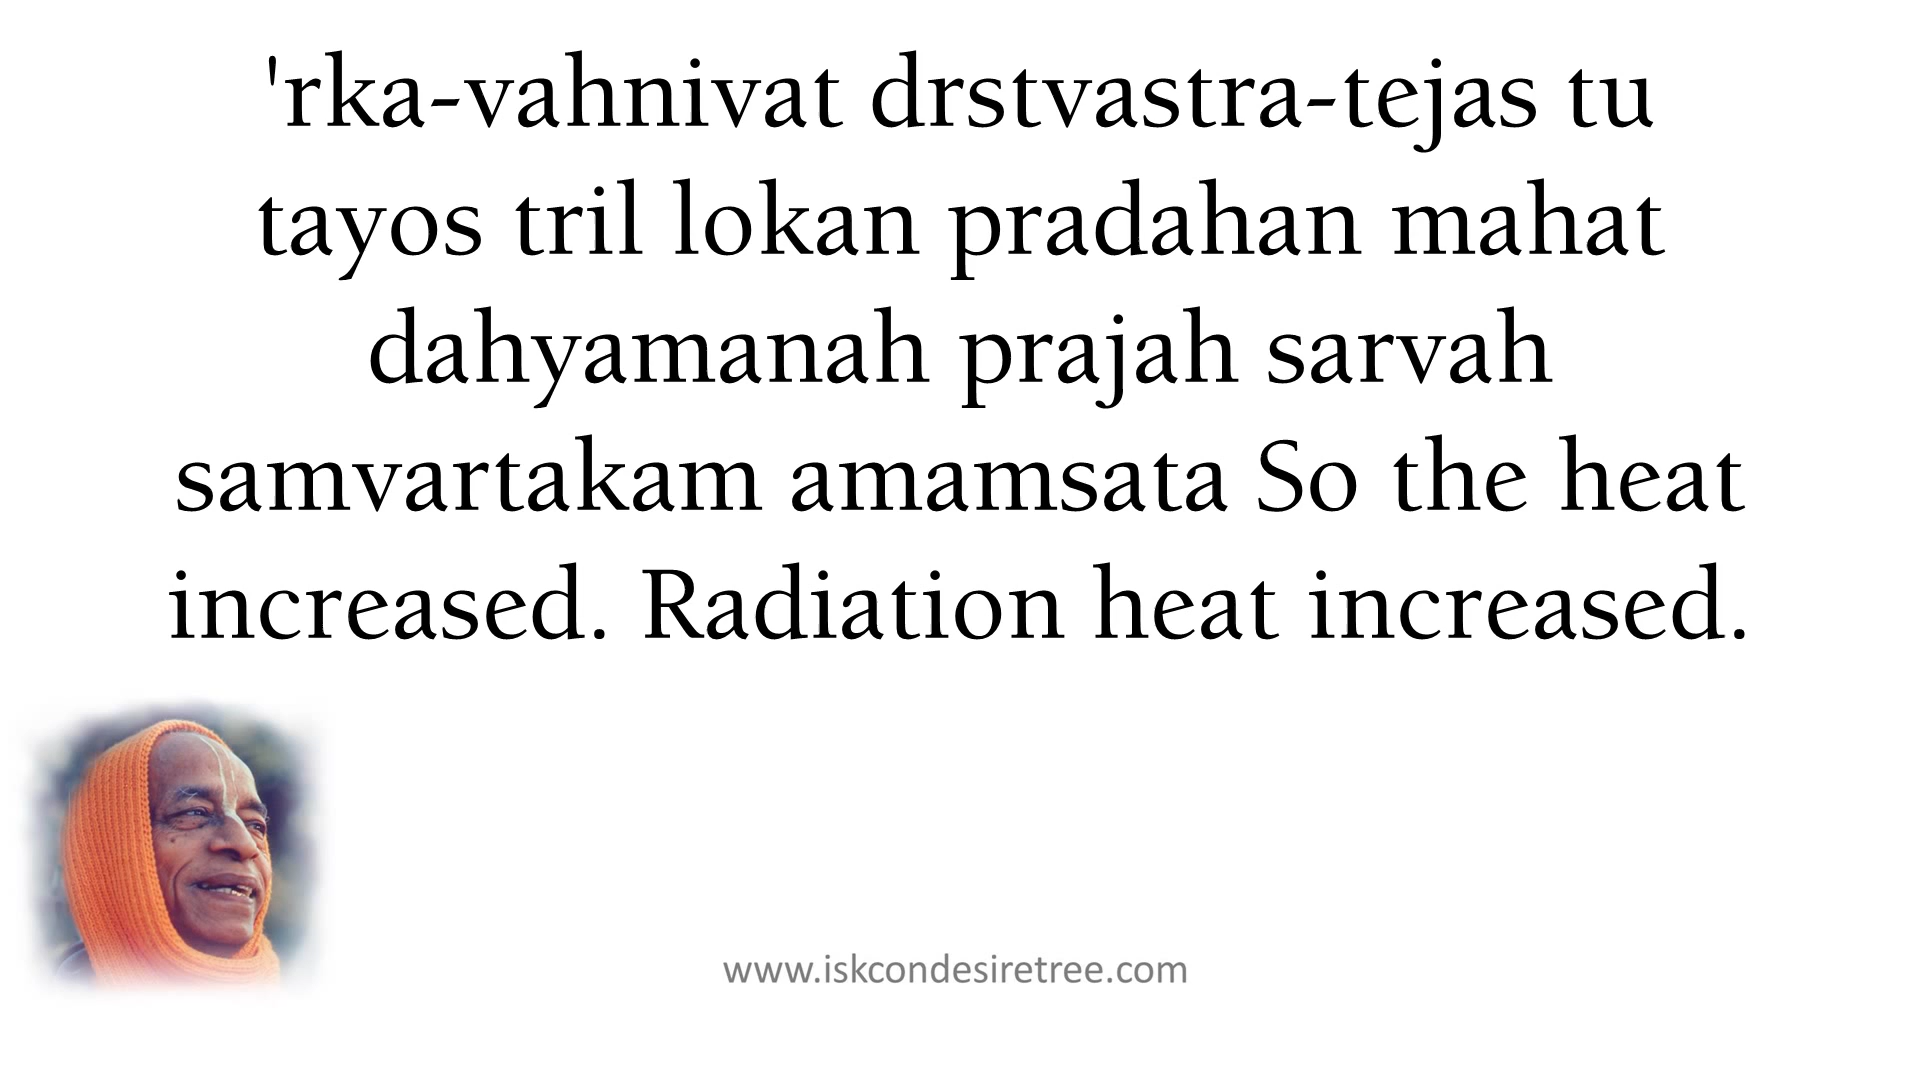 'rka-vahnivat drstvastra-tejas tu
tayos tril lokan pradahan mahat
dahyamanah prajah sarvah
samvartakam amamsata So the heat
increased. Radiation heat increased.
www.iskcondesiretree.com